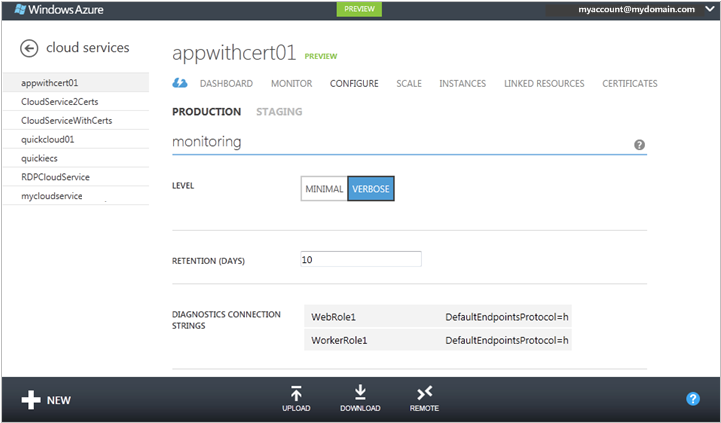 Windows Azure
PREVIEW
myaccount@mydomain.com
cloud services
appwithcert01
CloudService2Certs
CloudServiceWithCerts
quickcloud01
quickiecs
RDPCloudService
mycloudservice
appwithcert01 PREVIEW
DASHBOARD MONITOR CONFIGURE SCALE INSTANCES LINKED RESOURCES CERTIFICATES
PRODUCTION STAGING
monitoring
?
LEVEL
MINIMAL VERBOSE
RETENTION (DAYS)
10
DIAGNOSTICS CONNECTION
STRINGS
WebRole1 DefaultEndpointsProtocol=h
WorkerRole1 DefaultEndpointsProtocol=h
NEW
UPLOAD
DOWNLOAD
REMOTE
?